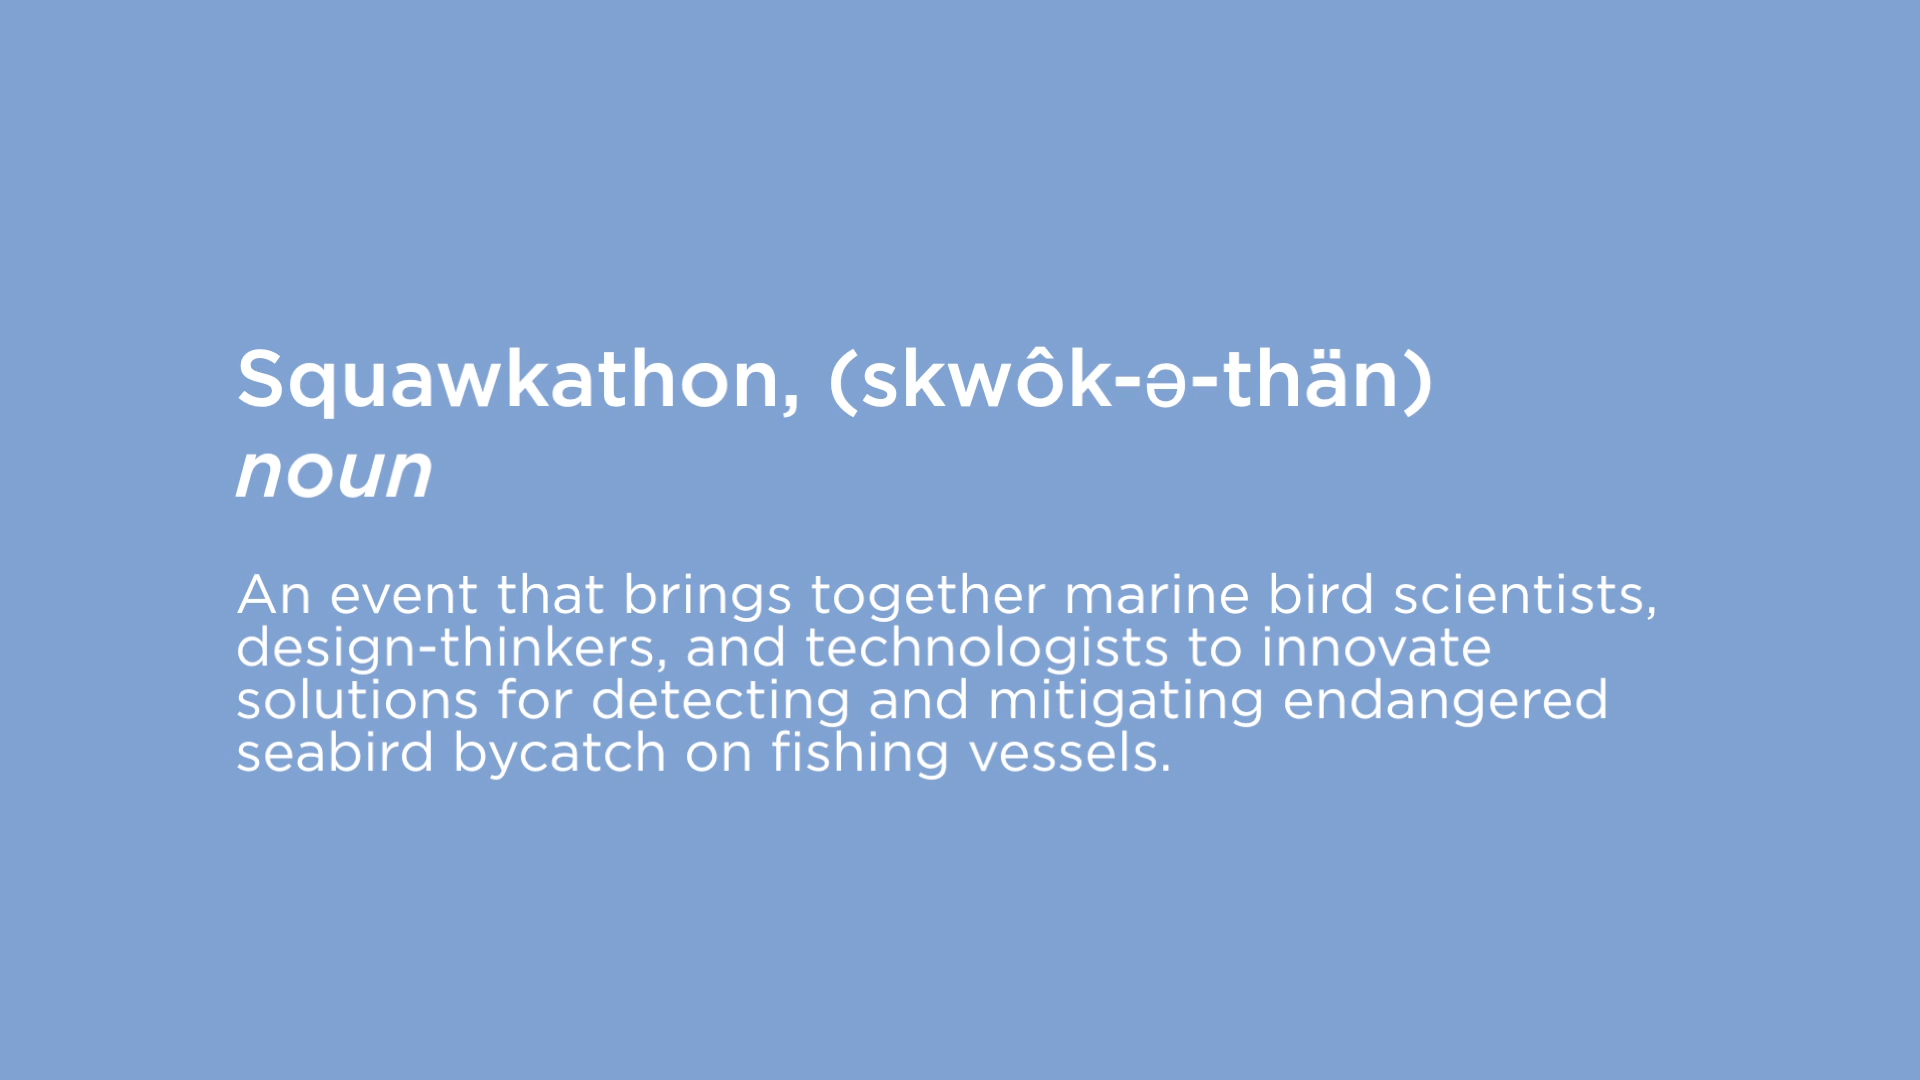 Squawkathon, (skwôk-ə-thän)
noun
An event that brings together marine bird scientists,
design-thinkers, and technologists to innovate
solutions for detecting and mitigating endangered
seabird bycatch on fishing vessels.